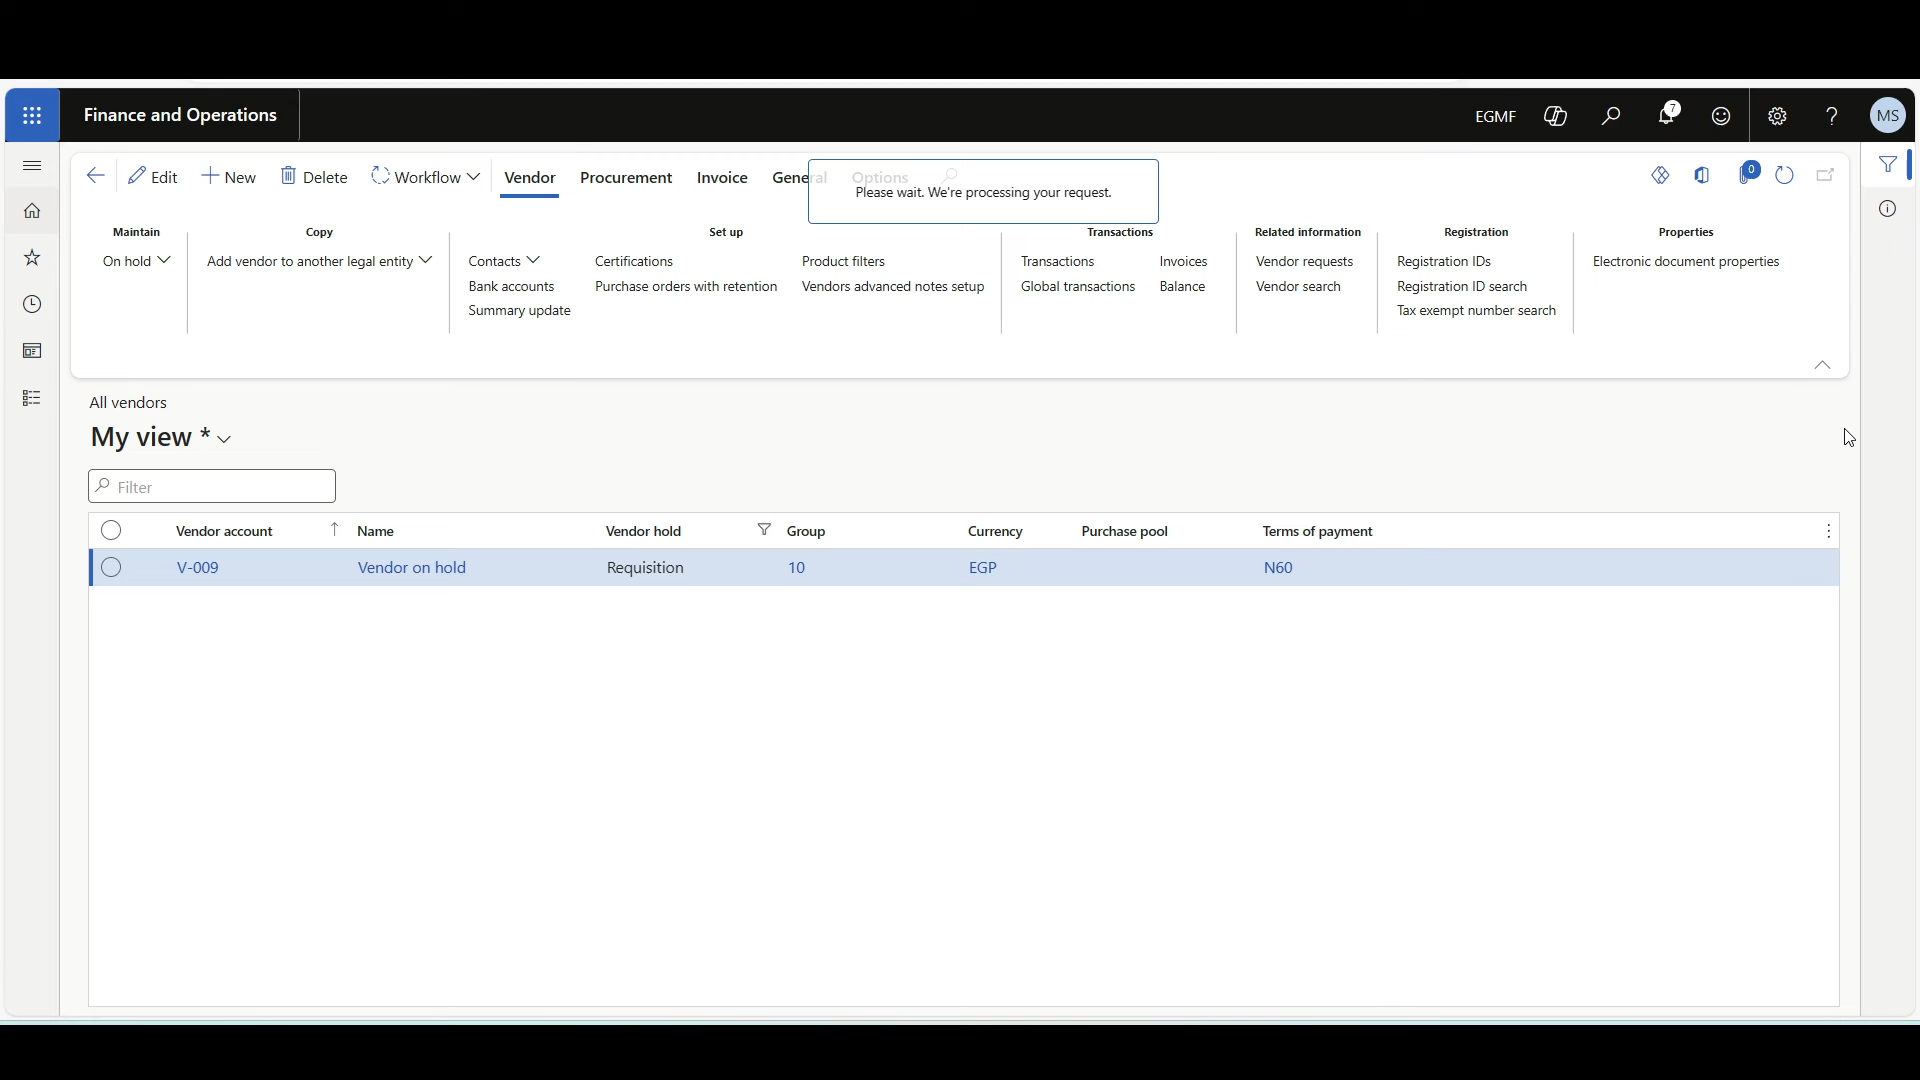 Finance and Operations
EGMF
7
?
MS
Edit
New
Delete
Workflow
Vendor
Procurement
Invoice
General
Options
Please wait. We're processing your request.
0
Maintain
On hold
Copy
Add vendor to another legal entity
Set up
Contacts
Bank accounts
Summary update
Certifications
Purchase orders with retention
Product filters
Vendors advanced notes setup
Transactions
Transactions
Global transactions
Invoices
Balance
Related information
Vendor requests
Vendor search
Registration
Registration IDs
Registration ID search
Tax exempt number search
Properties
Electronic document properties
All vendors
My view *
Filter
Vendor account Name Vendor hold Group Currency Purchase pool Terms of payment
V-009 Vendor on hold Requisition 10 EGP N60